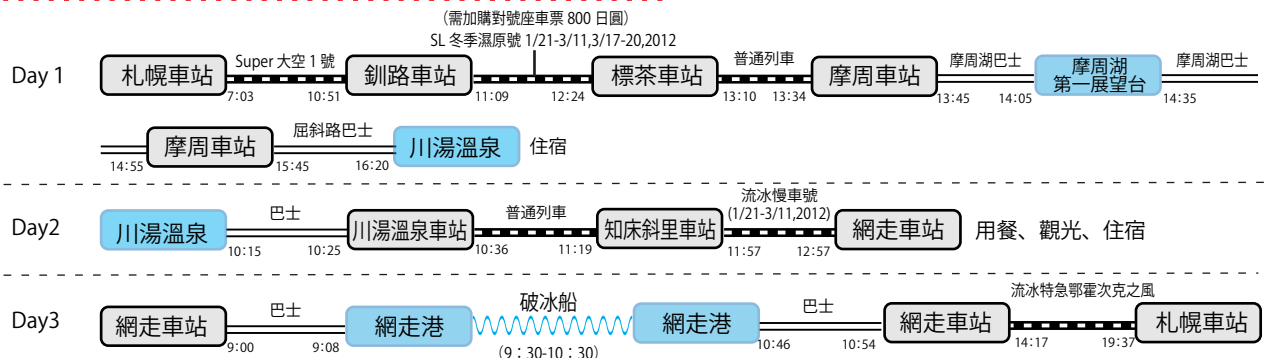 (需加購對號座車票 800 日圓)
SL 冬季濕原號 1/21-3/11,3/17-20,2012
Day 1 札幌車站 Super 大空 1 號 釧路車站 標茶車站 普通列車 摩周車站 摩周湖巴士 摩周湖 第一展望台 摩周湖巴士
7:03 10:51 11:09 12:24 13:10 13:34 13:45 14:05 14:35
摩周車站 屈斜路巴士 川湯溫泉 住宿
14:55 15:45 16:20
流冰慢車號
(1/21-3/11,2012)
Day2 川湯溫泉 巴士 川湯溫泉車站 普通列車 知床斜里車站 網走車站 用餐、觀光、住宿
10:15 10:25 10:36 11:19 11:57 12:57
Day3 網走車站 巴士 網走港 破冰船 網走港 巴士 網走車站 流冰特急鄂霍次克之風 札幌車站
9:00 9:08 (9：30-10：30) 10:46 10:54 14:17 19:37